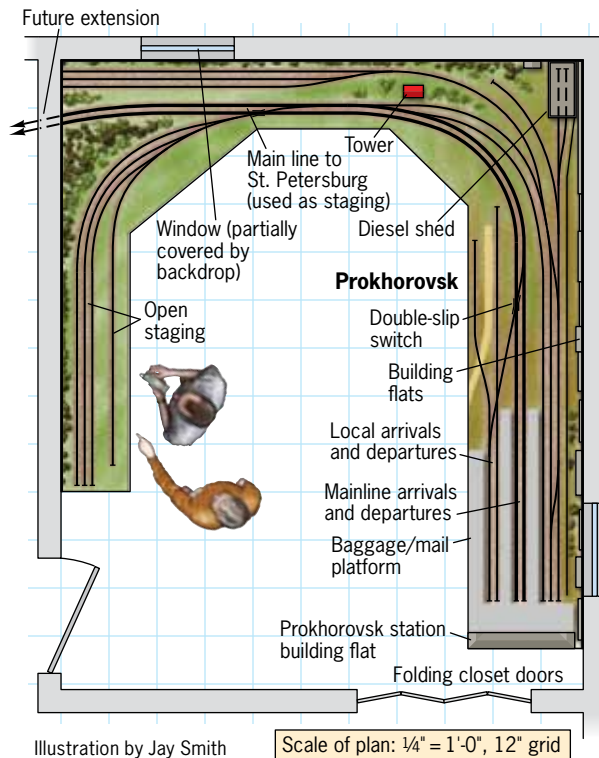 Future extension
Tower
Main line to
St. Petersburg
(used as staging)
Window (partially
covered by
backdrop)
Diesel shed
Prokhorovsk
Open
staging
Double-slip
switch
Building
flats
Local arrivals
and departures
Mainline arrivals
and departures
Baggage/mail
platform
Prokhorovsk station
building flat
Folding closet doors
Illustration by Jay Smith
Scale of plan: ¼" = 1'-0", 12" grid